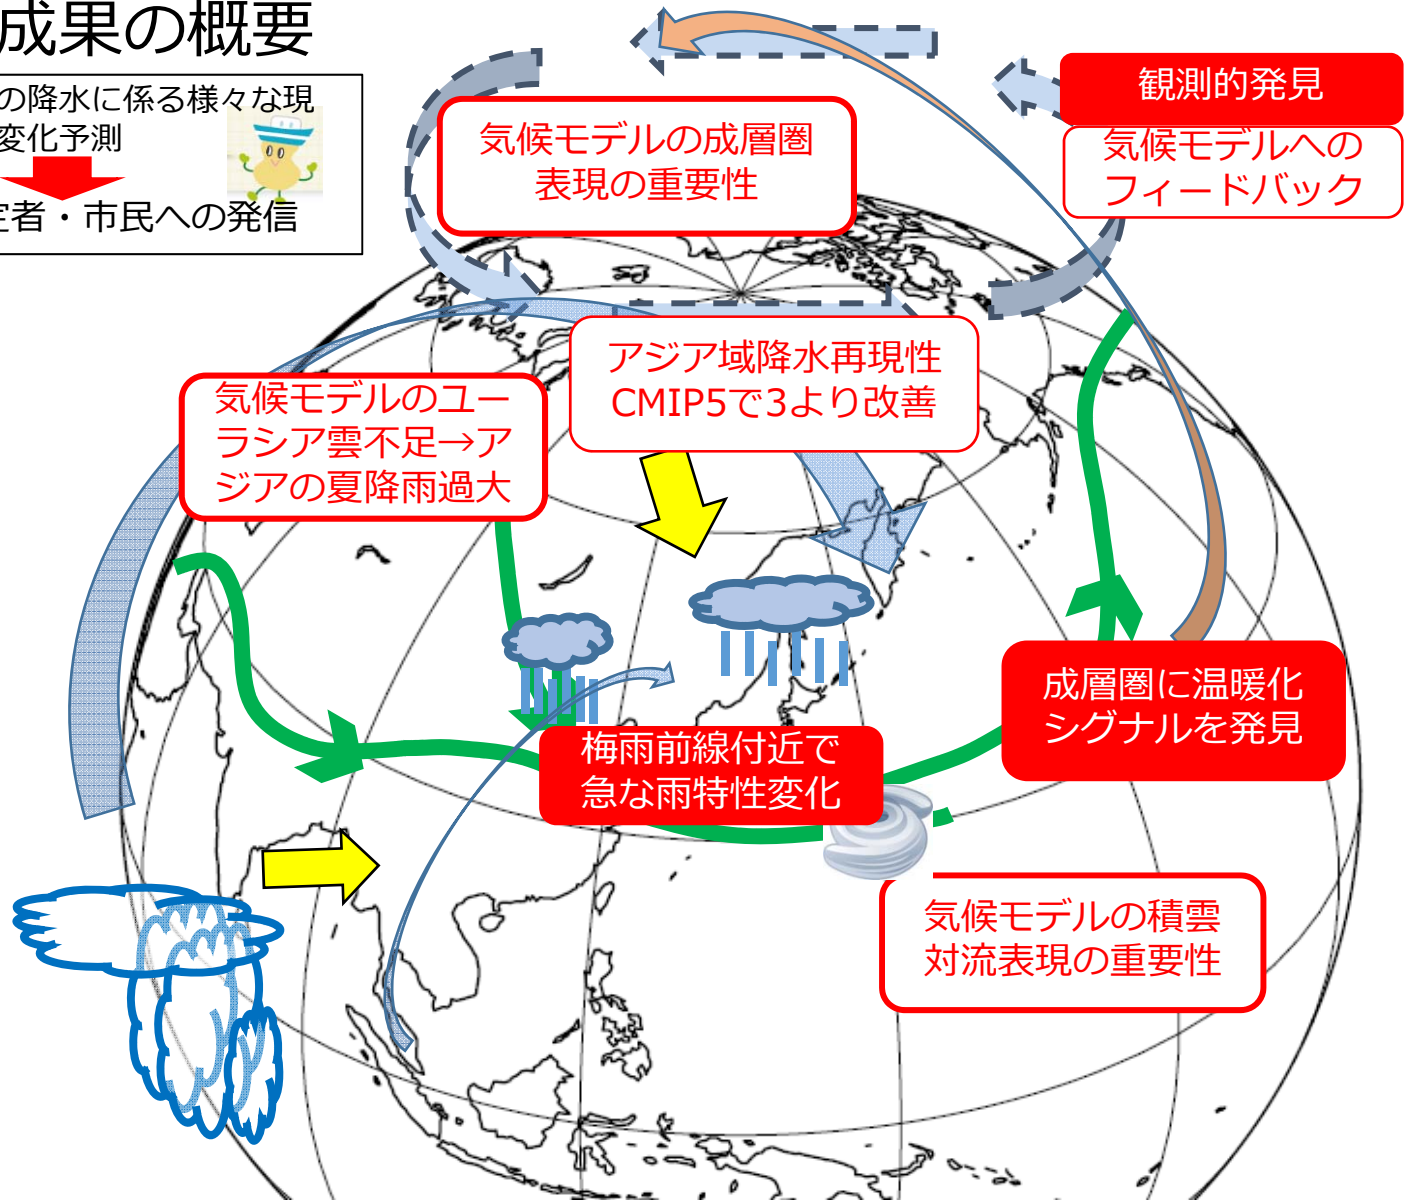 成果の概要
の降水に係る様々な現
変化予測
者・市民への発信
観測的発見
気候モデルへの
フィードバック
気候モデルの成層圏
表現の重要性
アジア域降水再現性
CMIP5で3より改善
気候モデルのユー
ラシア雲不足→ア
ジアの夏降雨過大
成層圏に温暖化
シグナルを発見
梅雨前線付近で
急な雨特性変化
気候モデルの積雲
対流表現の重要性